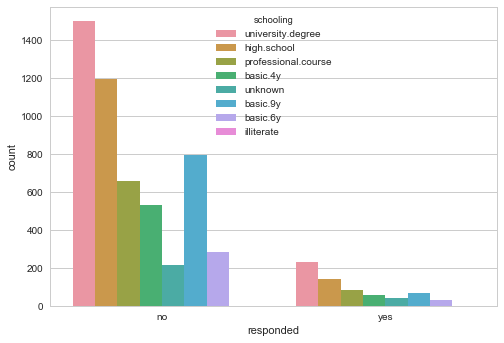 schooling
university.degree
high.school
professional.course
basic.4y
unknown
basic.9y
basic.6y
illiterate
count
1400
1200
1000
800
600
400
200
0
no yes
responded